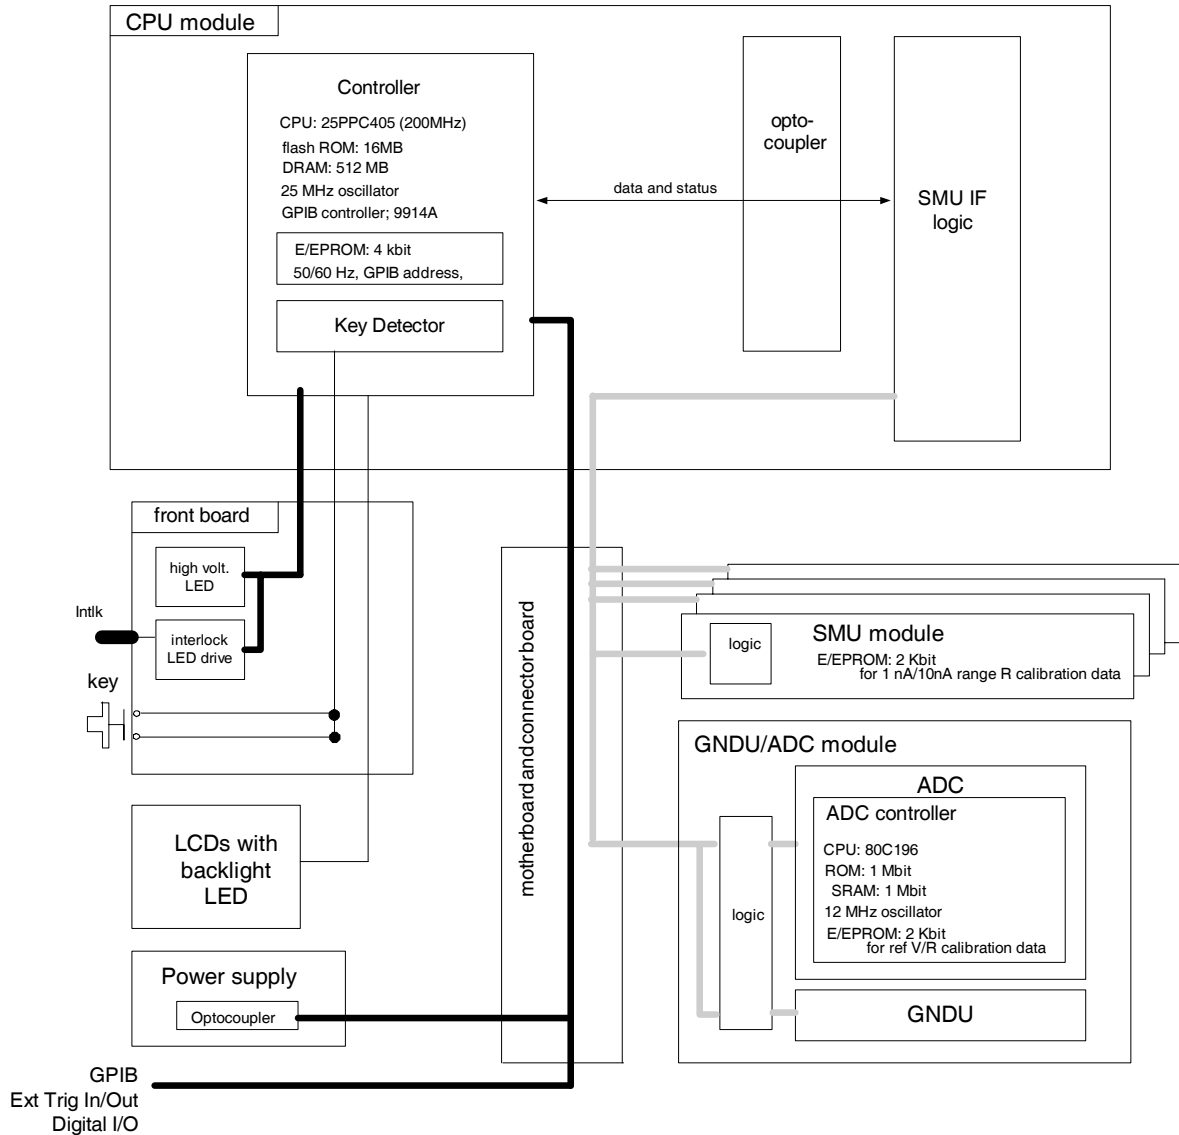 CPU module
Controller
CPU: 25PPC405 (200MHz)
flash ROM: 16MB
DRAM: 512 MB
25 MHz oscillator
GPIB controller; 9914A
E/EPROM: 4 kbit
50/60 Hz, GPIB address,
Key Detector
data and status
opto-
coupler
SMU IF
logic
front board
high volt.
LED
Intlk
interlock
LED drive
key
LCDs with
backlight
LED
Power supply
Optocoupler
GPIB
Ext Trig In/Out
Digital I/O
motherboardandconnectorboard
SMU module
logic
E/EPROM: 2 Kbit
for 1 nA/10nA range R calibration data
GNDU/ADC module
logic
ADC
ADC controller
CPU: 80C196
ROM: 1 Mbit
SRAM: 1 Mbit
12 MHz oscillator
E/EPROM: 2 Kbit
for ref V/R calibration data
GNDU